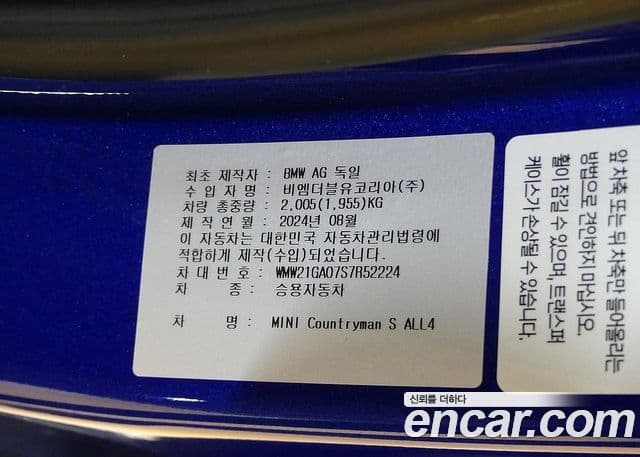 최초 제작자 : BMW AG 독일
수 입 자 명 : 비엠더블유코리아(주)
차량 총중량 : 2,005(1,955)KG
제 작 연 월 : 2024년 08월
이 자동차는 대한민국 자동차관리법령에
적합하게 제작(수입)되었습니다.
차 대 번 호 : WMW21GA07S7R52224
차 종 : 승용자동차
차 명 : MINI Countryman S ALL4
앞 차축 또는 뒤 차축만 들어올리는
방법으로 견인하지 마십시오.
휠이 잠길 수 있으며, 트랜스퍼
케이스가 손상될 수 있습니다.
신뢰를 더하다
encar.com